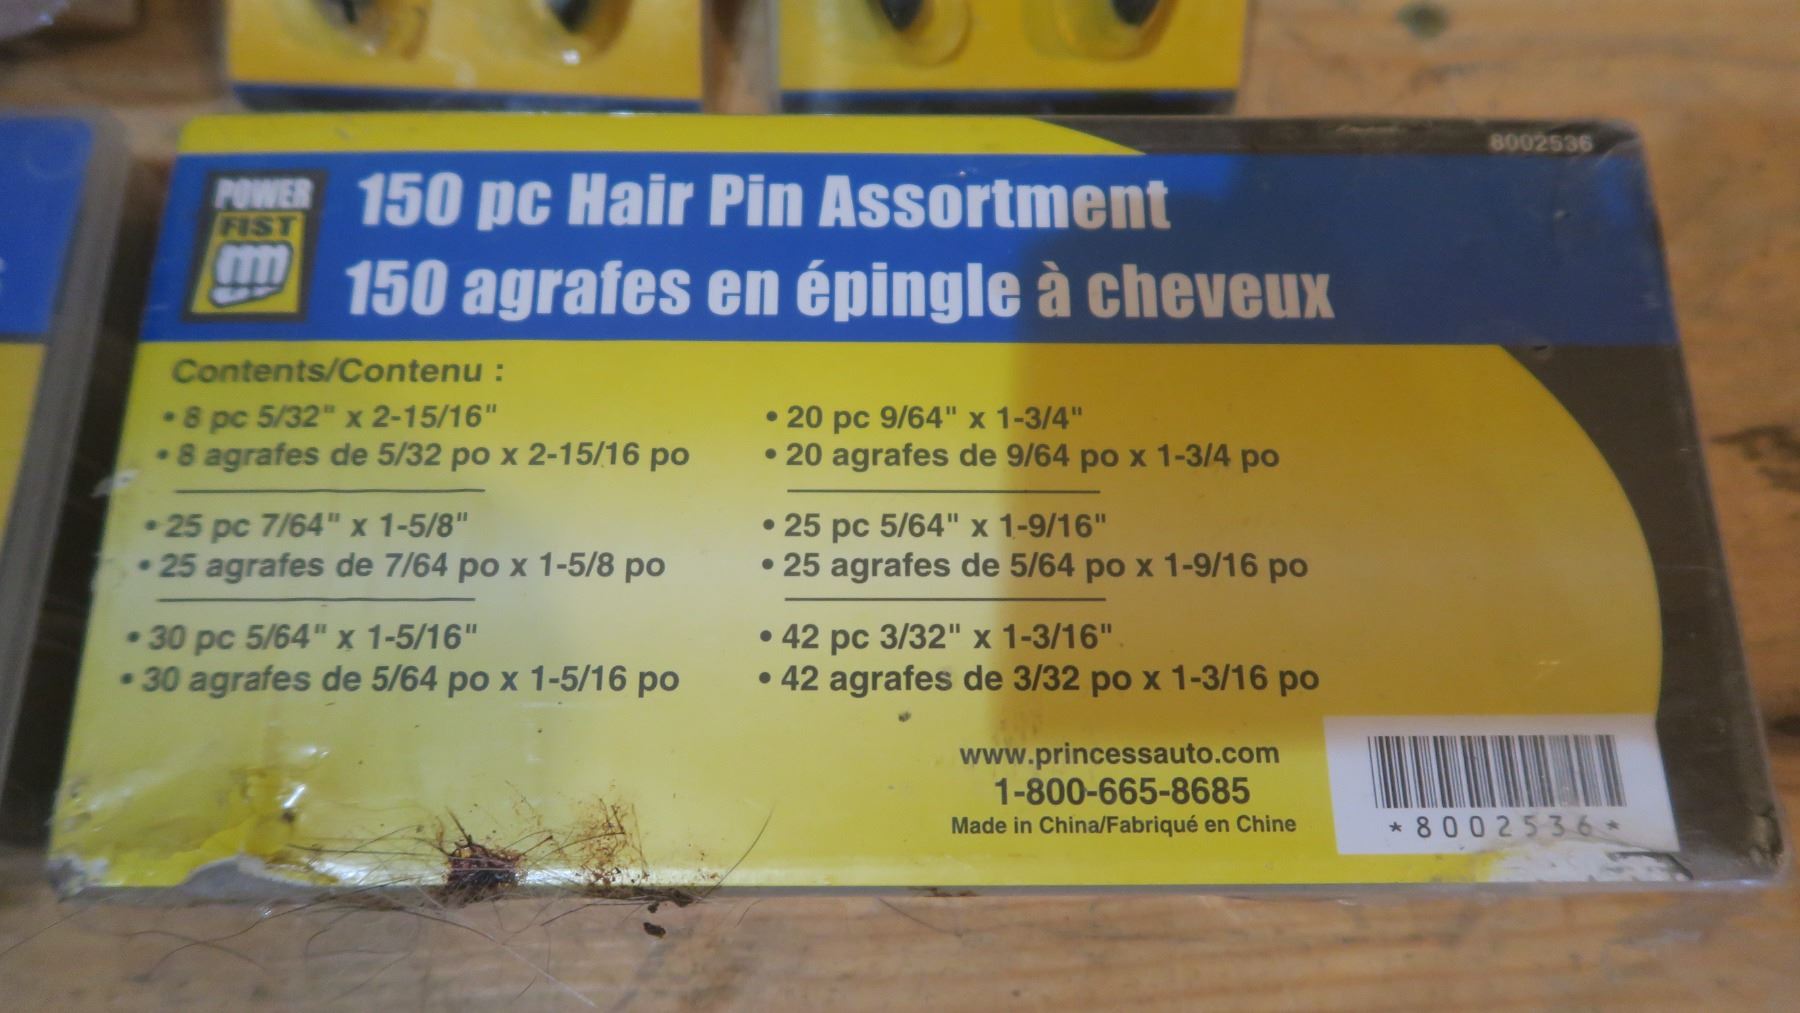 8002536
POWER
FIST
150 pc Hair Pin Assortment
150 agrafes en épingle à cheveux
Contents/Contenu :
• 8 pc 5/32" x 2-15/16"
• 8 agrafes de 5/32 po x 2-15/16 po
• 25 pc 7/64" x 1-5/8"
• 25 agrafes de 7/64 po x 1-5/8 po
• 30 pc 5/64" x 1-5/16"
• 30 agrafes de 5/64 po x 1-5/16 po
• 20 pc 9/64" x 1-3/4"
• 20 agrafes de 9/64 po x 1-3/4 po
• 25 pc 5/64" x 1-9/16"
• 25 agrafes de 5/64 po x 1-9/16 po
• 42 pc 3/32" x 1-3/16"
• 42 agrafes de 3/32 po x 1-3/16 po
www.princessauto.com
1-800-665-8685
Made in China/Fabriqué en Chine
*8002536*